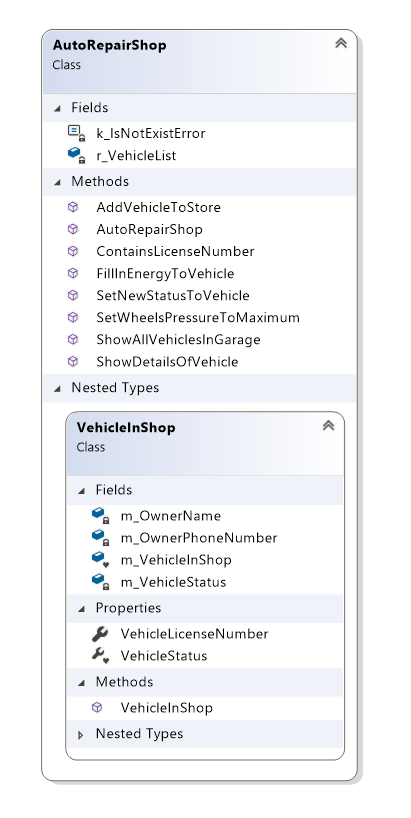 AutoRepairShop
Class
Fields
k_IsNotExistError
r_VehicleList
Methods
AddVehicleToStore
AutoRepairShop
ContainsLicenseNumber
FillInEnergyToVehicle
SetNewStatusToVehicle
SetWheelsPressureToMaximum
ShowAllVehiclesInGarage
ShowDetailsOfVehicle
Nested Types
VehicleInShop
Class
Fields
m_OwnerName
m_OwnerPhoneNumber
m_VehicleInShop
m_VehicleStatus
Properties
VehicleLicenseNumber
VehicleStatus
Methods
VehicleInShop
Nested Types